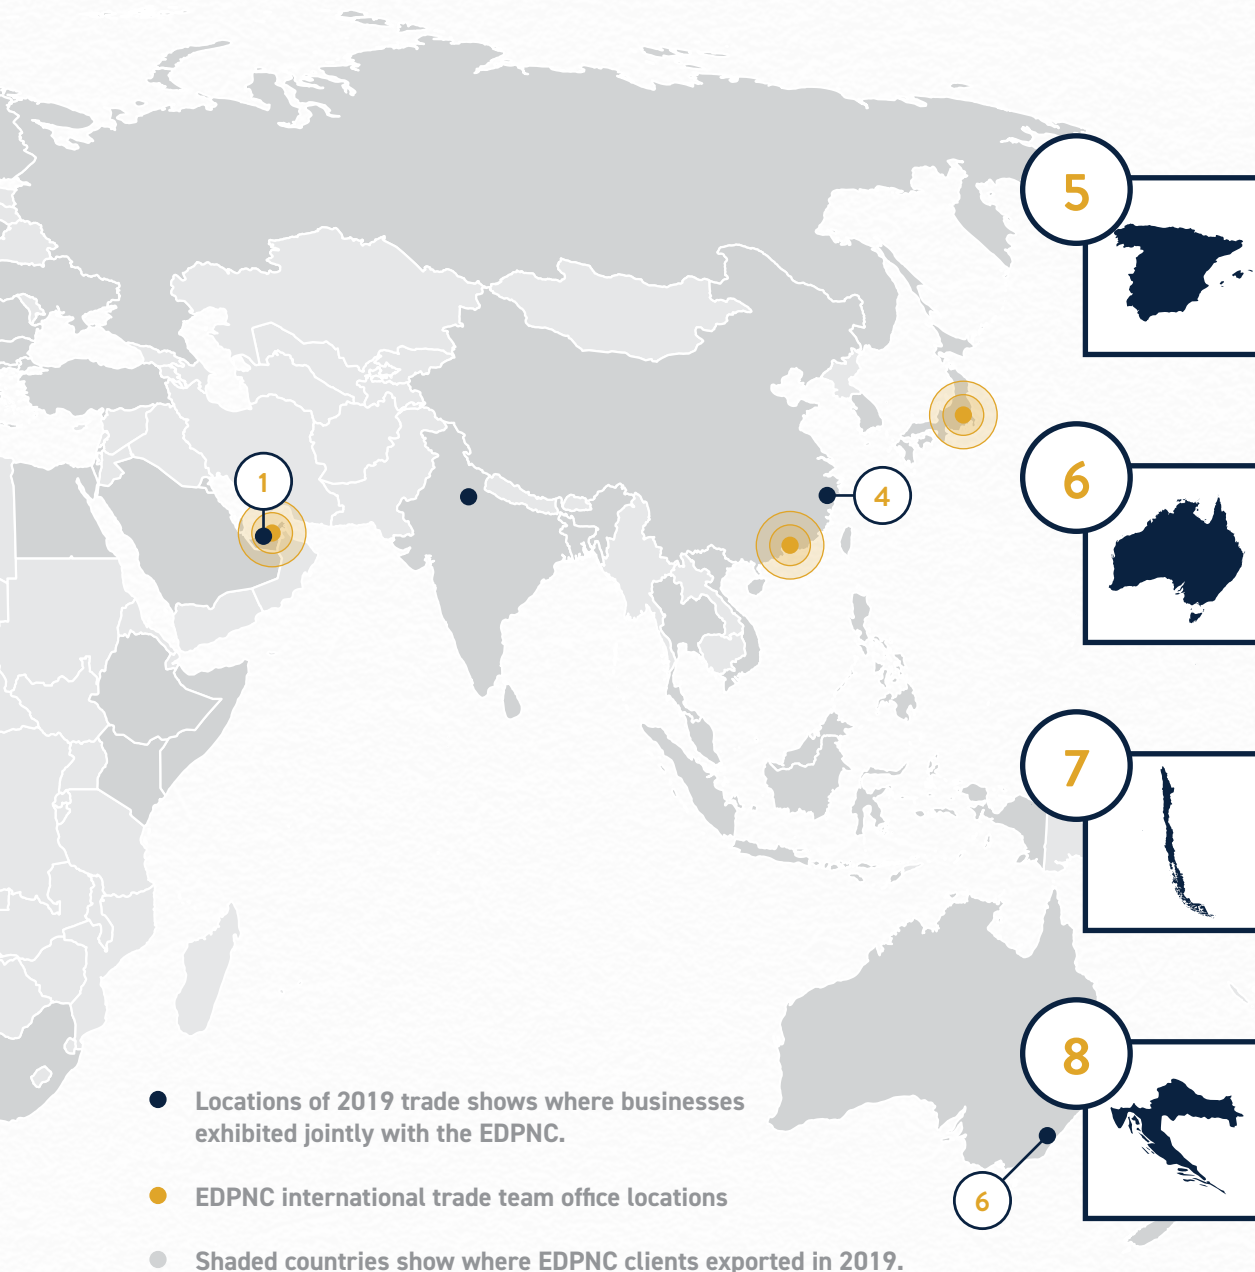 5
1
6
4
7
8
Locations of 2019 trade shows where businesses
exhibited jointly with the EDPNC.
6
EDPNC international trade team office locations
Shaded countries show where EDPNC clients exported in 2019.